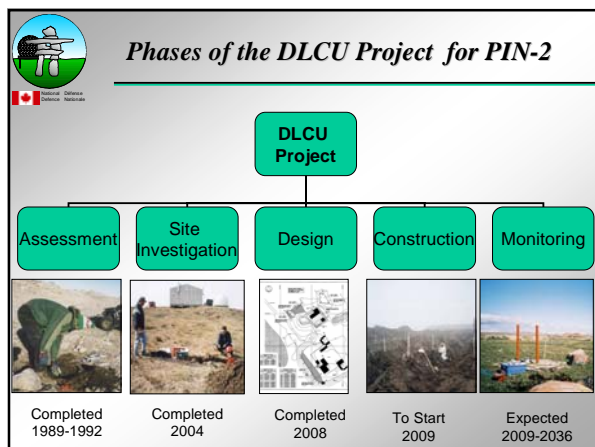 Phases of the DLCU Project for PIN-2
National Défense
Defence Nationale
DLCU
Project
Assessment
Site
Investigation
Design
Construction
Monitoring
Completed
1989-1992
Completed
2004
Completed
2008
To Start
2009
Expected
2009-2036